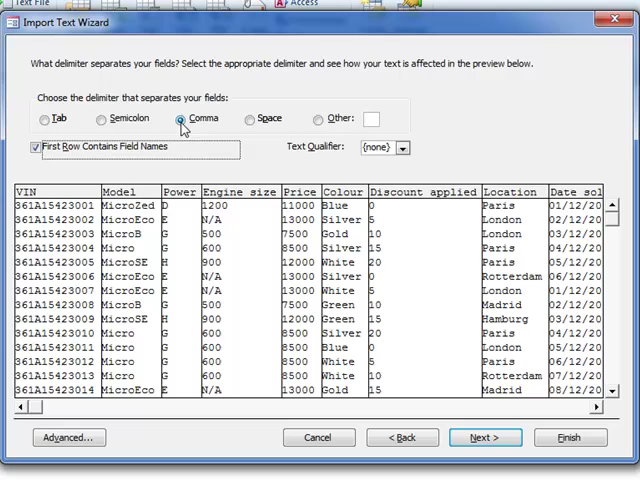 Text File
Access
Import Text Wizard
What delimiter separates your fields? Select the appropriate delimiter and see how your text is affected in the preview below.
Choose the delimiter that separates your fields:
Tab Semicolon Comma Space Other:
First Row Contains Field Names Text Qualifier: {none}
VIN Model Power Engine size Price Colour Discount applied Location Date sol
361A15423001 MicroZed D 1200 11000 Blue 0 Paris 01/12/20
361A15423002 MicroEco E N/A 13000 Silver 5 London 02/12/20
361A15423003 MicroB G 500 7500 Gold 10 London 03/12/20
361A15423004 Micro G 600 8500 Silver 15 Paris 04/12/20
361A15423005 MicroSE H 900 12000 White 20 Paris 05/12/20
361A15423006 MicroEco E N/A 13000 Silver 0 Rotterdam 06/12/20
361A15423007 MicroEco E N/A 13000 White 5 London 01/12/20
361A15423008 MicroB G 500 7500 Green 10 Madrid 02/12/20
361A15423009 MicroSE H 900 12000 Green 15 Hamburg 03/12/20
361A15423010 Micro G 600 8500 Silver 20 Paris 04/12/20
361A15423011 Micro G 600 8500 Blue 0 London 05/12/20
361A15423012 Micro G 600 8500 White 5 Paris 06/12/20
361A15423013 Micro G 600 8500 White 10 Rotterdam 07/12/20
361A15423014 MicroEco E N/A 13000 Gold 15 Madrid 08/12/20
Advanced... Cancel < Back Next > Finish